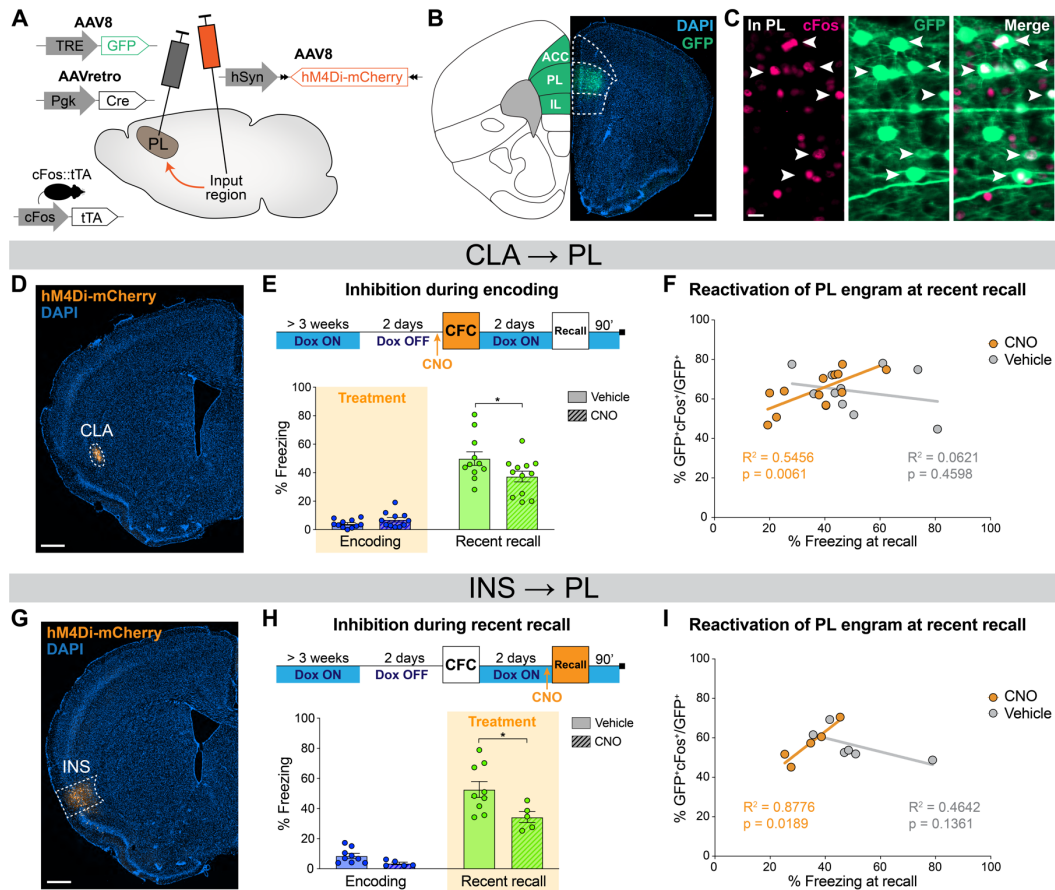 A
AAV8
TRE
GFP
AAVretro
Pgk
Cre
AAV8
hSyn
hM4Di-mCherry
PL
Input
region
cFos::tTA
cFos
tTA
B
DAPI
GFP
ACC
PL
IL
C
In PL
cFos
GFP
Merge
CLA → PL
D
hM4Di-mCherry
DAPI
CLA
E
Inhibition during encoding
> 3 weeks
2 days
CFC
2 days
Recall
90’
Dox ON
Dox OFF
Dox ON
CNO
Vehicle
CNO
Treatment
*
% Freezing
100
80
60
40
20
0
Encoding
Recent recall
F
Reactivation of PL engram at recent recall
CNO
Vehicle
% GFP⁺cFos⁺/GFP⁺
100
80
60
40
20
0
R² = 0.5456
p = 0.0061
R² = 0.0621
p = 0.4598
0 20 40 60 80 100
% Freezing at recall
INS → PL
G
hM4Di-mCherry
DAPI
INS
H
Inhibition during recent recall
> 3 weeks
2 days
CFC
2 days
Recall
90’
Dox ON
Dox OFF
Dox ON
CNO
Vehicle
CNO
Treatment
*
% Freezing
100
80
60
40
20
0
Encoding
Recent recall
I
Reactivation of PL engram at recent recall
CNO
Vehicle
% GFP⁺cFos⁺/GFP⁺
100
80
60
40
20
0
R² = 0.8776
p = 0.0189
R² = 0.4642
p = 0.1361
0 20 40 60 80 100
% Freezing at recall